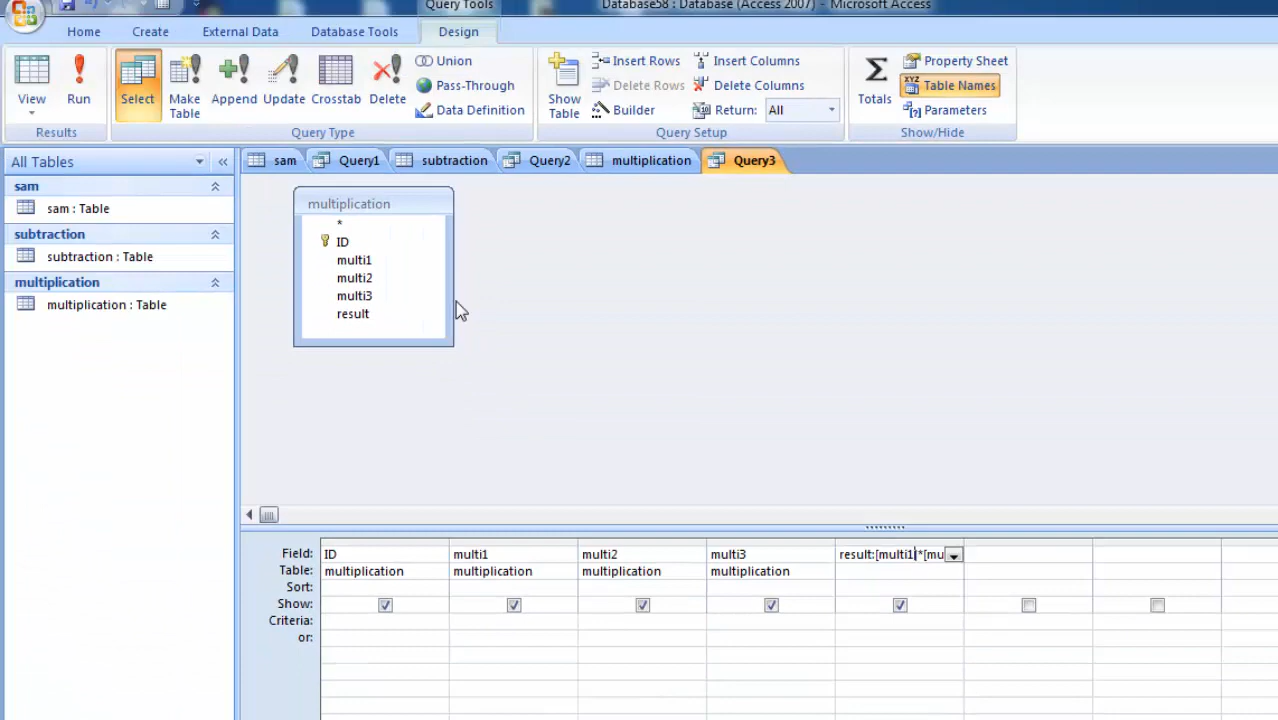 Query Tools
Database58 : Database (Access 2007) - Microsoft Access
Home Create External Data Database Tools Design
View Run Select Make Table Append Update Crosstab Delete
Union
Pass-Through
Data Definition
Show Table
Insert Rows
Delete Rows
Builder
Insert Columns
Delete Columns
Return: All
Totals
Property Sheet
Table Names
Parameters
Results Query Type Query Setup Show/Hide
All Tables
sam Query1 subtraction Query2 multiplication Query3
sam
sam : Table
subtraction
subtraction : Table
multiplication
multiplication : Table
multiplication
*
ID
multi1
multi2
multi3
result
Field: ID multi1 multi2 multi3 result:[multi1]*[mu
Table: multiplication multiplication multiplication multiplication
Sort:
Show:
Criteria:
or: